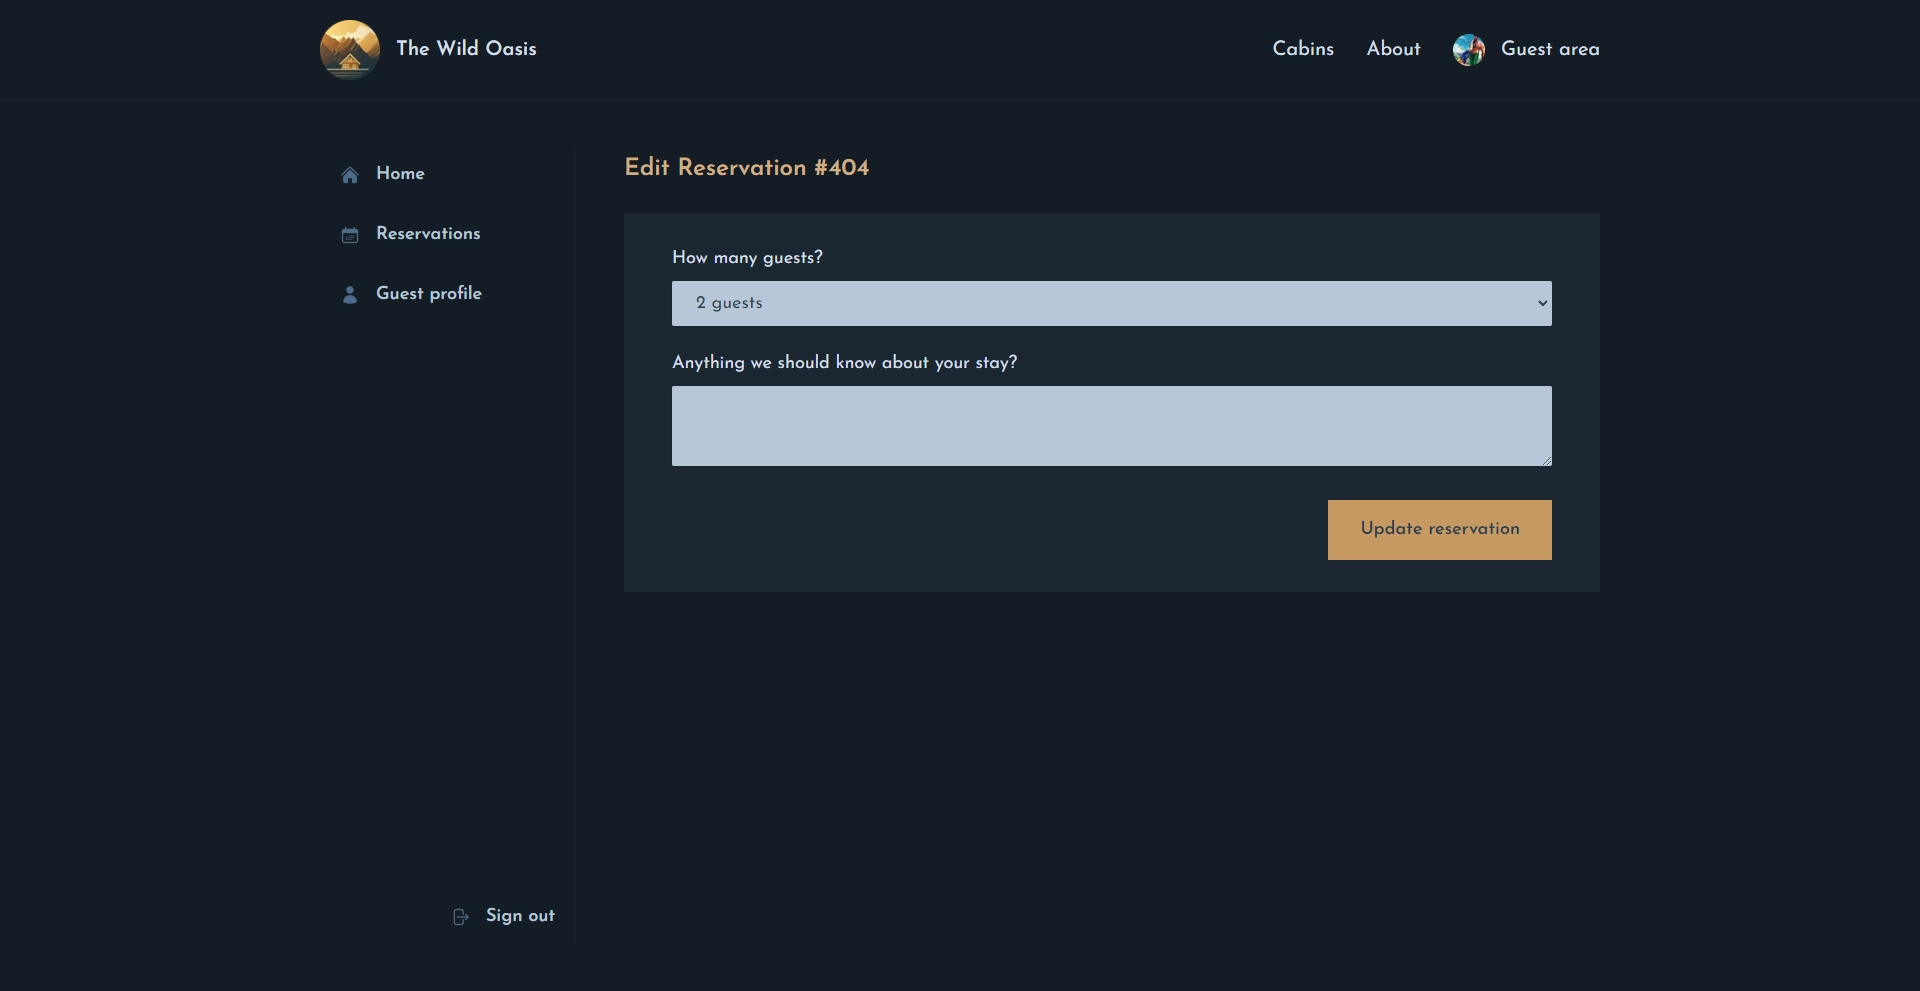 The Wild Oasis
Cabins
About
Guest area
Home
Reservations
Guest profile
Sign out
Edit Reservation #404
How many guests?
2 guests
Anything we should know about your stay?
Update reservation